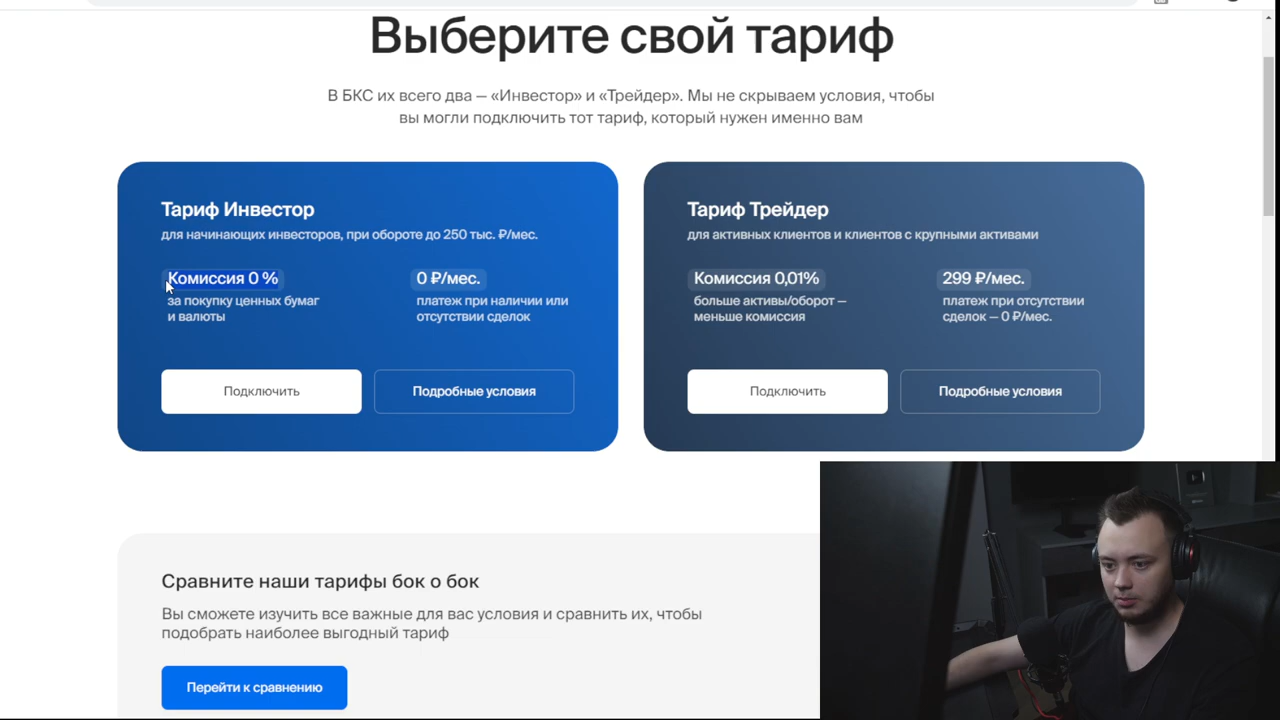 Выберите свой тариф
В БКС их всего два — «Инвестор» и «Трейдер». Мы не скрываем условия, чтобы
вы могли подключить тот тариф, который нужен именно вам
Тариф Инвестор
для начинающих инвесторов, при обороте до 250 тыс. ₽/мес.
Комиссия 0 %
за покупку ценных бумаг
и валюты
0 ₽/мес.
платеж при наличии или
отсутствии сделок
Подключить
Подробные условия
Тариф Трейдер
для активных клиентов и клиентов с крупными активами
Комиссия 0,01%
больше активы/оборот —
меньше комиссия
299 ₽/мес.
платеж при отсутствии
сделок — 0 ₽/мес.
Подключить
Подробные условия
Сравните наши тарифы бок о бок
Вы сможете изучить все важные для вас условия и сравнить их, чтобы
подобрать наиболее выгодный тариф
Перейти к сравнению